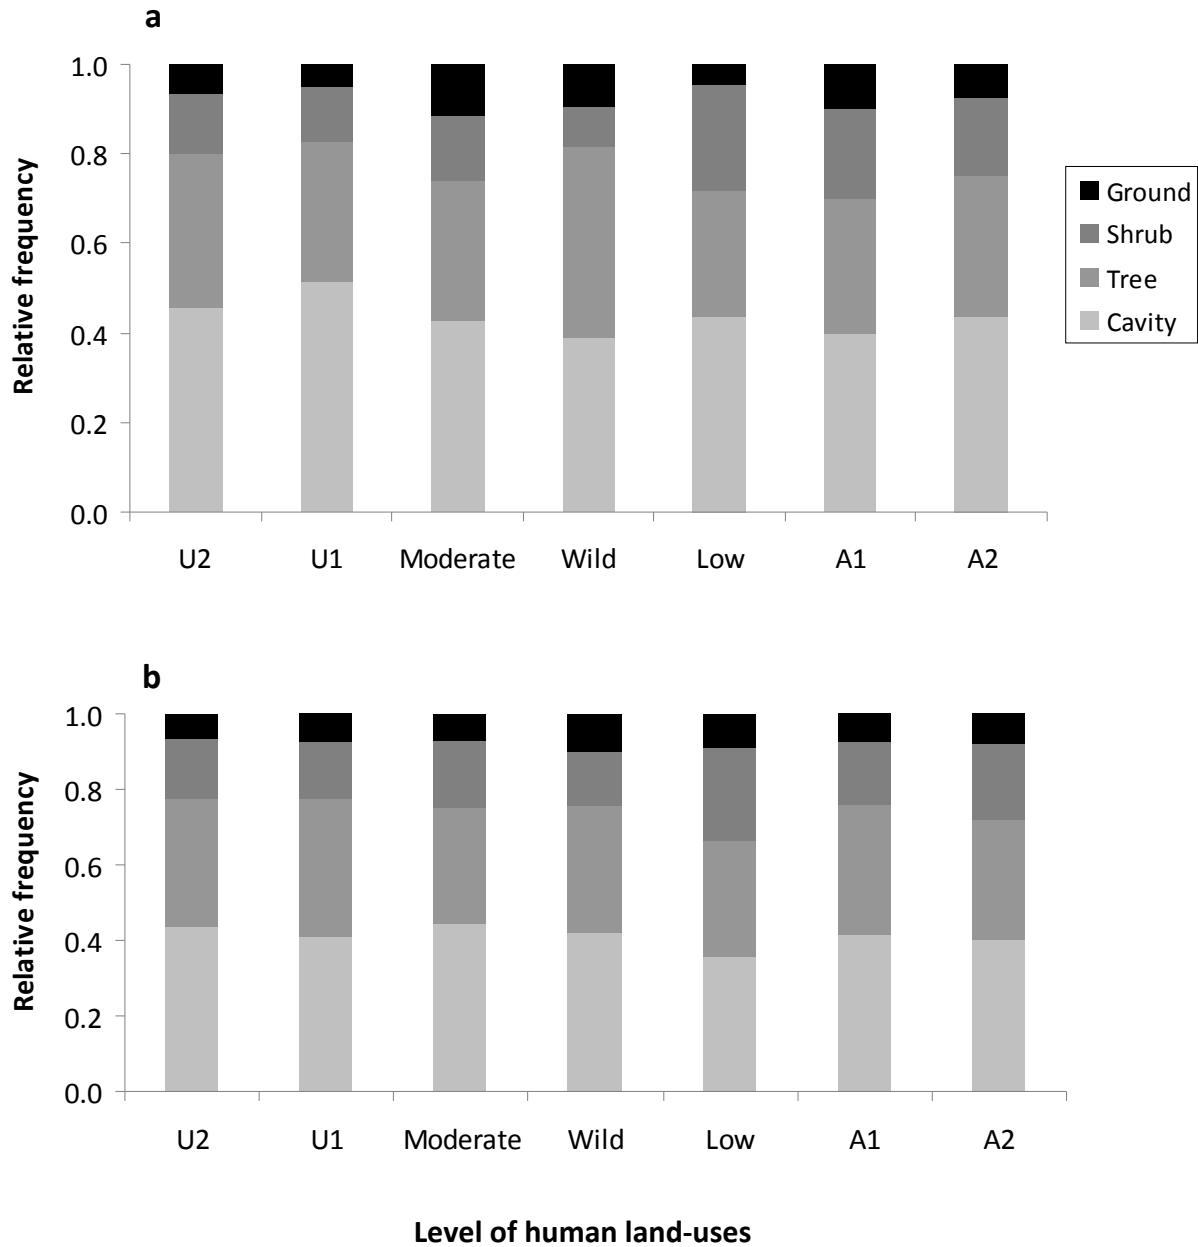 a
1.0
0.8
0.6
0.4
0.2
0.0
Relative frequency
U2 U1 Moderate Wild Low A1 A2
Ground
Shrub
Tree
Cavity
b
1.0
0.8
0.6
0.4
0.2
0.0
Relative frequency
U2 U1 Moderate Wild Low A1 A2
Level of human land-uses